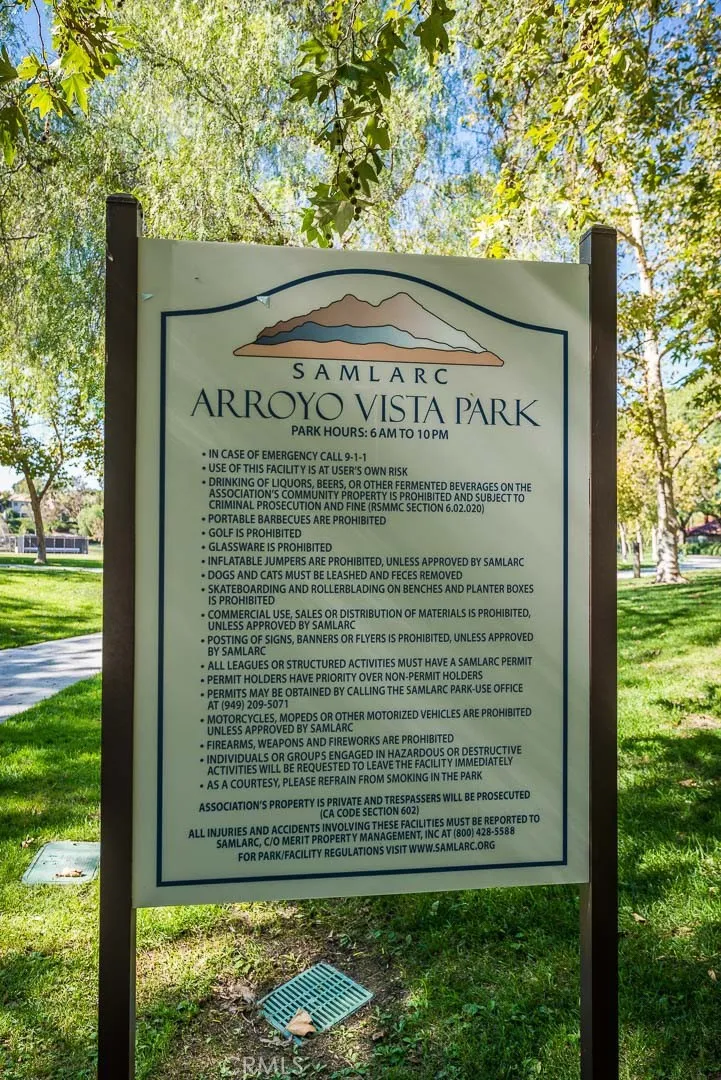 SAMLARC
ARROYO VISTA PARK
PARK HOURS: 6 AM TO 10 PM
• IN CASE OF EMERGENCY CALL 9-1-1
• USE OF THIS FACILITY IS AT USER'S OWN RISK
• DRINKING OF LIQUORS, BEERS, OR OTHER FERMENTED BEVERAGES ON THE
ASSOCIATION'S COMMUNITY PROPERTY IS PROHIBITED AND SUBJECT TO
CRIMINAL PROSECUTION AND FINE (RSMMC SECTION 6.02.020)
• PORTABLE BARBECUES ARE PROHIBITED
• GOLF IS PROHIBITED
• GLASSWARE IS PROHIBITED
• INFLATABLE JUMPERS ARE PROHIBITED, UNLESS APPROVED BY SAMLARC
• DOGS AND CATS MUST BE LEASHED AND FECES REMOVED
• SKATEBOARDING AND ROLLERBLADING ON BENCHES AND PLANTER BOXES
IS PROHIBITED
• COMMERCIAL USE, SALES OR DISTRIBUTION OF MATERIALS IS PROHIBITED,
UNLESS APPROVED BY SAMLARC
• POSTING OF SIGNS, BANNERS OR FLYERS IS PROHIBITED, UNLESS APPROVED
BY SAMLARC
• ALL LEAGUES OR STRUCTURED ACTIVITIES MUST HAVE A SAMLARC PERMIT
• PERMIT HOLDERS HAVE PRIORITY OVER NON-PERMIT HOLDERS
• PERMITS MAY BE OBTAINED BY CALLING THE SAMLARC PARK-USE OFFICE
AT (949) 209-5071
• MOTORCYCLES, MOPEDS OR OTHER MOTORIZED VEHICLES ARE PROHIBITED
UNLESS APPROVED BY SAMLARC
• FIREARMS, WEAPONS AND FIREWORKS ARE PROHIBITED
• INDIVIDUALS OR GROUPS ENGAGED IN HAZARDOUS OR DESTRUCTIVE
ACTIVITIES WILL BE REQUESTED TO LEAVE THE FACILITY IMMEDIATELY
• AS A COURTESY, PLEASE REFRAIN FROM SMOKING IN THE PARK
ASSOCIATION'S PROPERTY IS PRIVATE AND TRESPASSERS WILL BE PROSECUTED
(CA CODE SECTION 602)
ALL INJURIES AND ACCIDENTS INVOLVING THESE FACILITIES MUST BE REPORTED TO
SAMLARC, C/O MERIT PROPERTY MANAGEMENT, INC AT (800) 428-5588
FOR PARK/FACILITY REGULATIONS VISIT WWW.SAMLARC.ORG
CRMLS